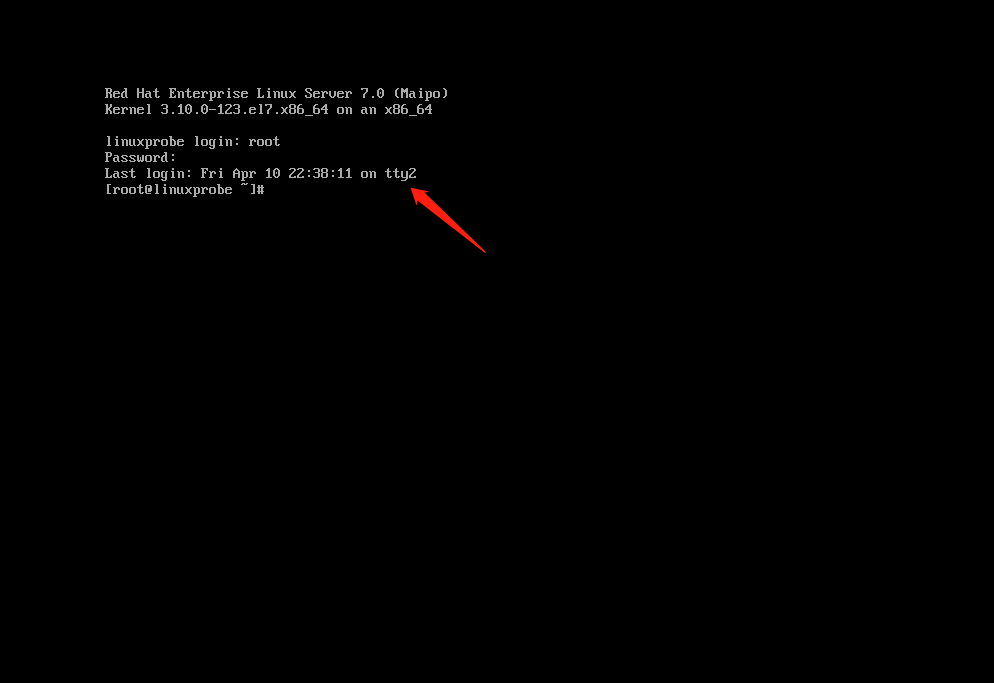 Red Hat Enterprise Linux Server 7.0 (Maipo)
Kernel 3.10.0-123.el7.x86_64 on an x86_64
linuxprobe login: root
Password:
Last login: Fri Apr 10 22:38:11 on tty2
[root@linuxprobe ~]#